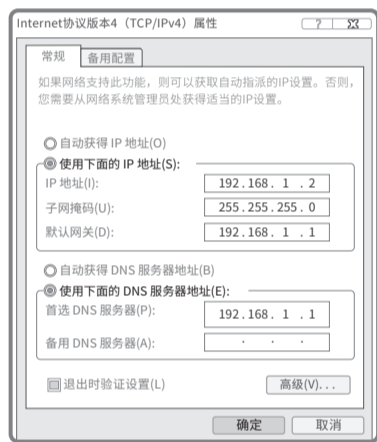 Internet协议版本4（TCP/IPv4）属性
常规 备用配置
如果网络支持此功能，则可以获取自动指派的IP设置。否则，
您需要从网络系统管理员处获得适当的IP设置。
自动获得 IP 地址(O)
使用下面的 IP 地址(S):
IP 地址(I): 192.168. 1 . 2
子网掩码(U): 255.255.255. 0
默认网关(D): 192.168. 1 . 1
自动获得 DNS 服务器地址(B)
使用下面的 DNS 服务器地址(E):
首选 DNS 服务器(P): 192.168. 1 . 1
备用 DNS 服务器(A): . . .
退出时验证设置(L) 高级(V)...
确定 取消